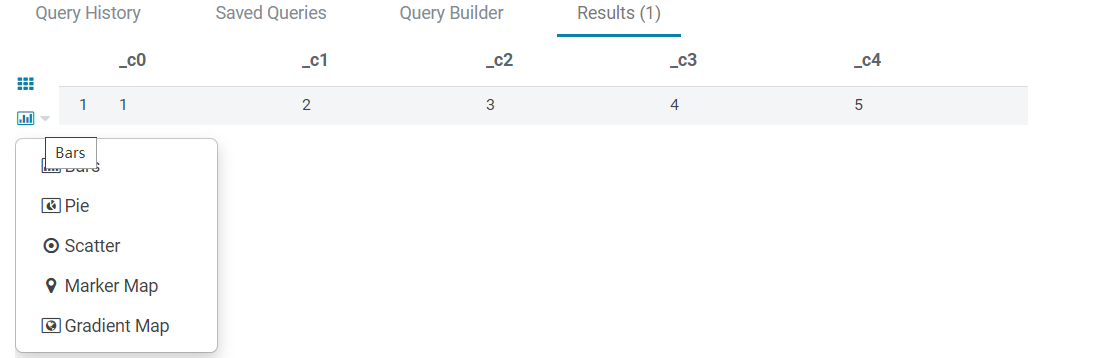 Query History Saved Queries Query Builder Results (1)
_c0 _c1 _c2 _c3 _c4
1 1 2 3 4 5
Bars
Bars
Pie
Scatter
Marker Map
Gradient Map